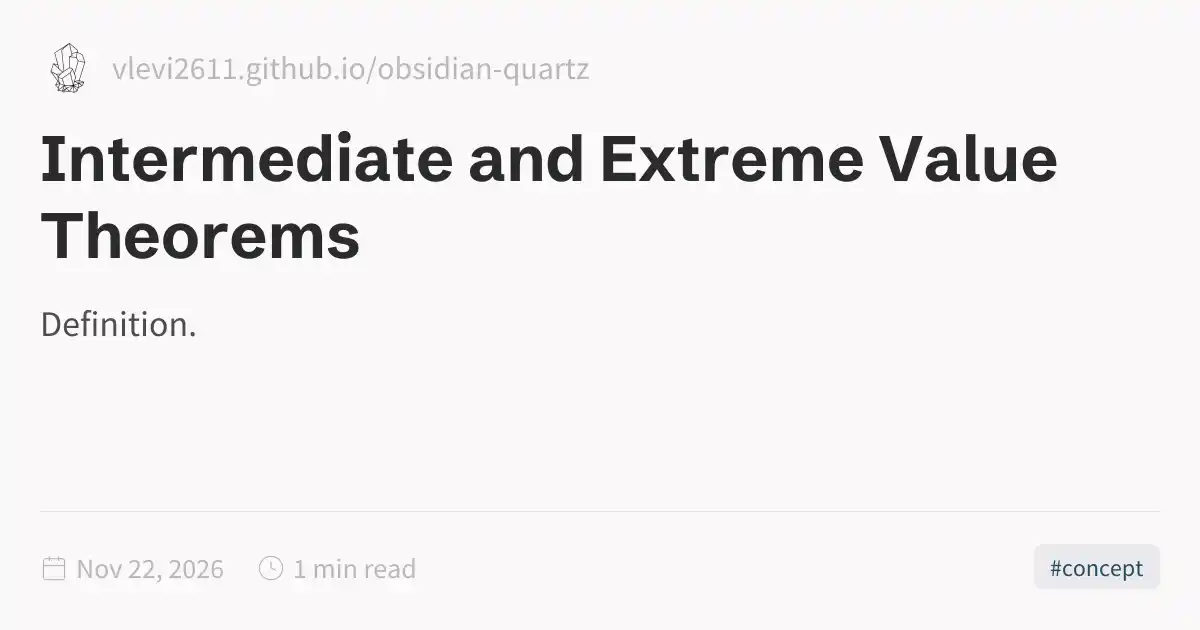 vlevi2611.github.io/obsidian-quartz
Intermediate and Extreme Value
Theorems
Definition.
Nov 22, 2026
1 min read
#concept